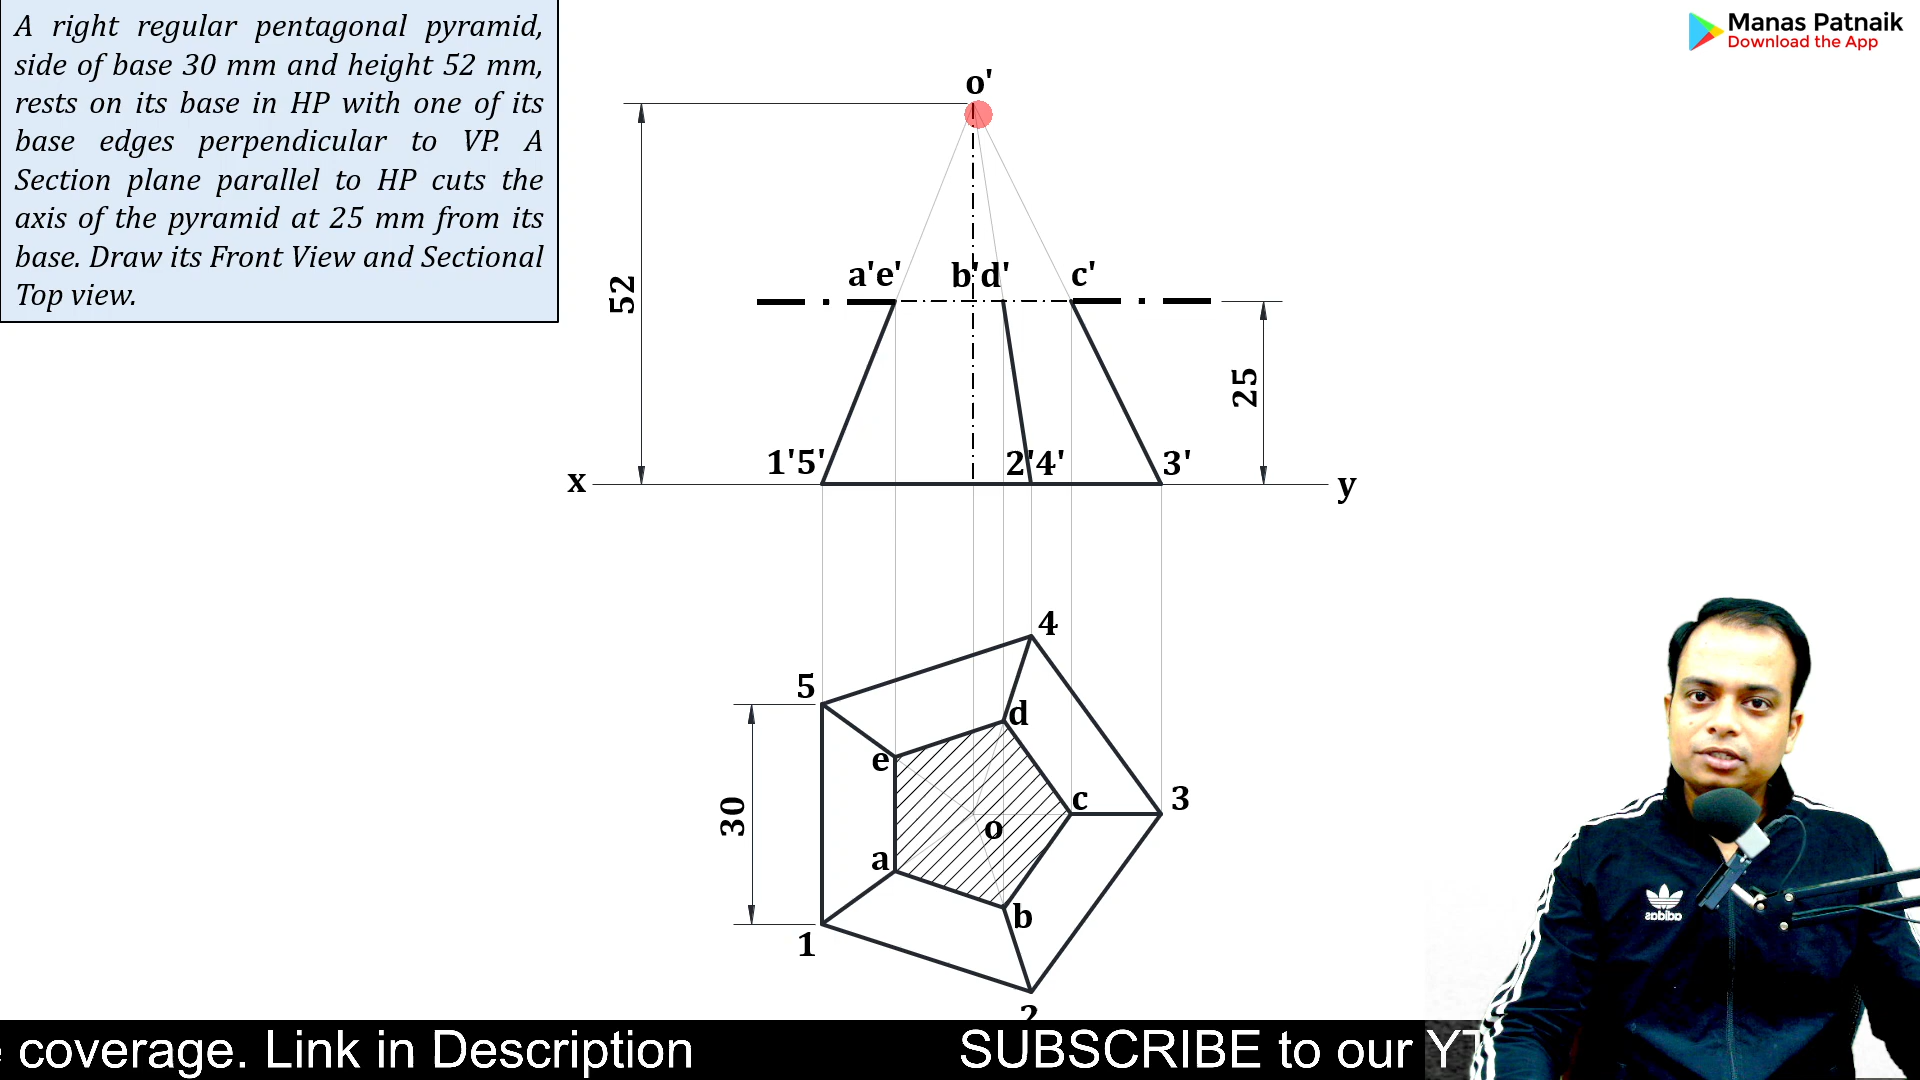 A right regular pentagonal pyramid,
side of base 30 mm and height 52 mm,
rests on its base in HP with one of its
base edges perpendicular to VP. A
Section plane parallel to HP cuts the
axis of the pyramid at 25 mm from its
base. Draw its Front View and Sectional
Top view.
Manas Patnaik
Download the App
o'
a'e' b'd' c'
52
25
1'5' 2'4' 3'
x y
4
5
d
e
c 3
30
o
a
b
1
2
adidas
coverage. Link in Description SUBSCRIBE to our YT